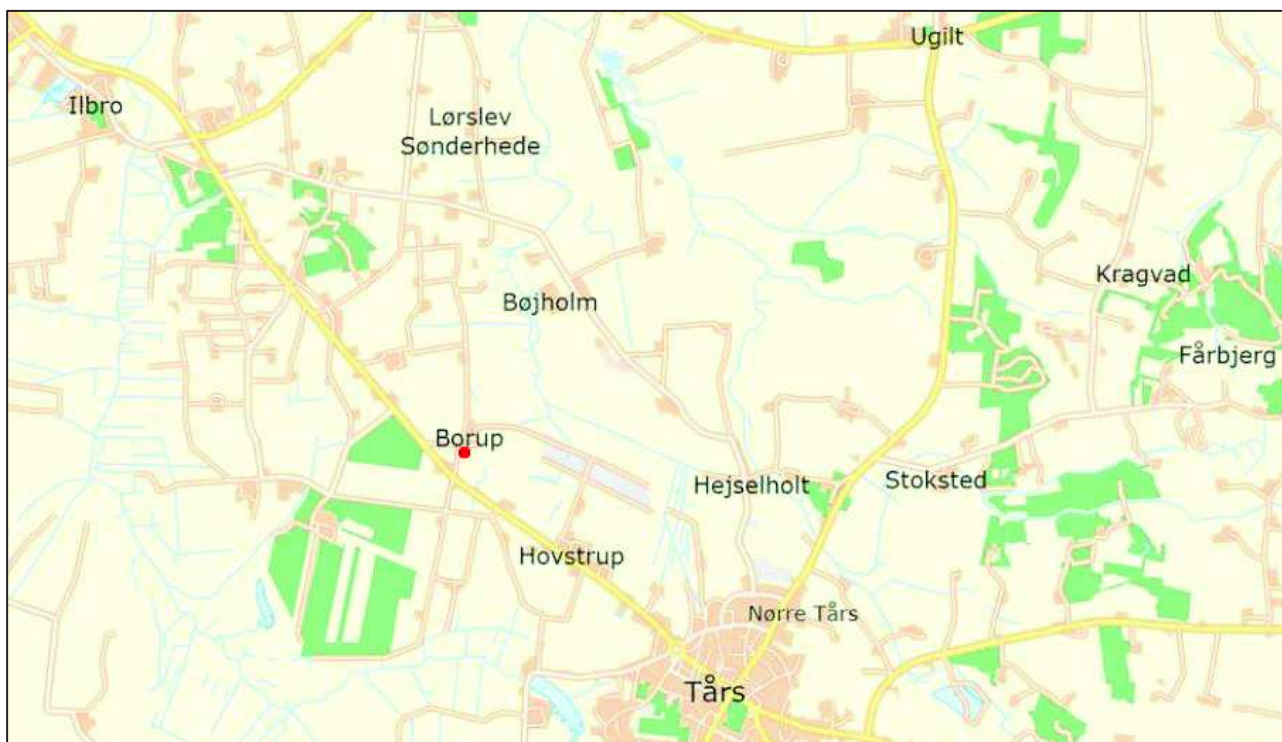 Ugilt
Ilbro
Lørslev
Sønderhede
Kragvad
Bøjholm
Fårbjerg
Borup
Hejselholt
Stoksted
Hovstrup
Nørre Tårs
Tårs